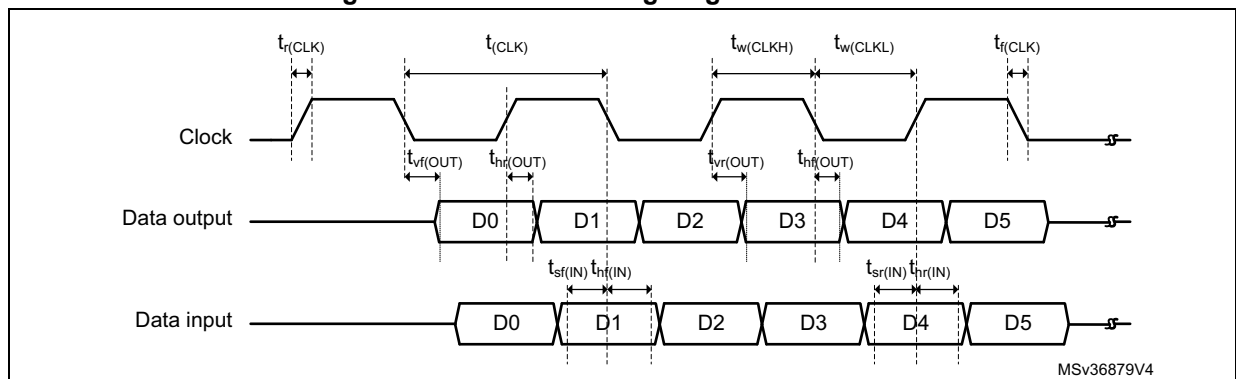 t_r(CLK) t_(CLK) t_w(CLKH) t_w(CLKL) t_f(CLK)
Clock
t_vf(OUT) t_hr(OUT) t_vr(OUT) t_hf(OUT)
Data output D0 D1 D2 D3 D4 D5
t_sf(IN) t_hf(IN) t_sr(IN) t_hr(IN)
Data input D0 D1 D2 D3 D4 D5
MSv36879V4